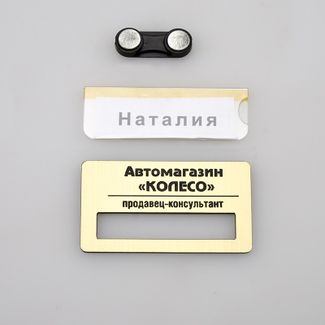 Наталия
Автомагазин
«КОЛЕСО»
продавец-консультант